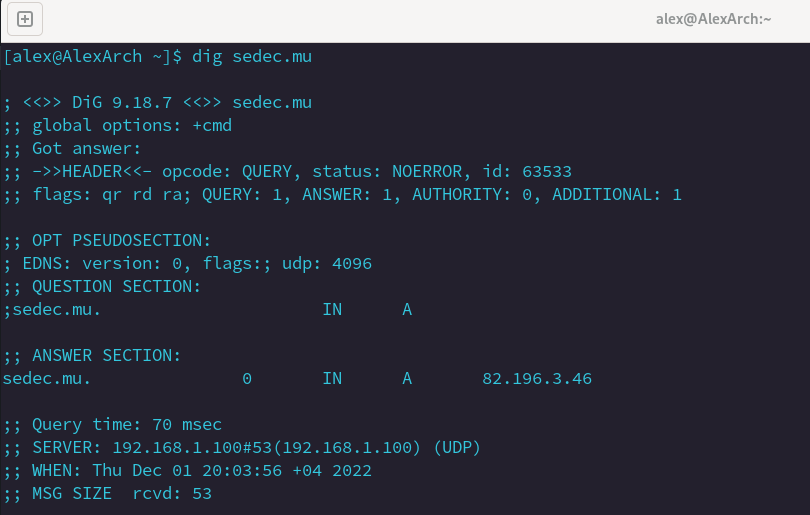 alex@AlexArch:~
[alex@AlexArch ~]$ dig sedec.mu
; <<>> DiG 9.18.7 <<>> sedec.mu
;; global options: +cmd
;; Got answer:
;; ->>HEADER<<- opcode: QUERY, status: NOERROR, id: 63533
;; flags: qr rd ra; QUERY: 1, ANSWER: 1, AUTHORITY: 0, ADDITIONAL: 1
;; OPT PSEUDOSECTION:
; EDNS: version: 0, flags:; udp: 4096
;; QUESTION SECTION:
;sedec.mu. IN A
;; ANSWER SECTION:
sedec.mu. 0 IN A 82.196.3.46
;; Query time: 70 msec
;; SERVER: 192.168.1.100#53(192.168.1.100) (UDP)
;; WHEN: Thu Dec 01 20:03:56 +04 2022
;; MSG SIZE rcvd: 53